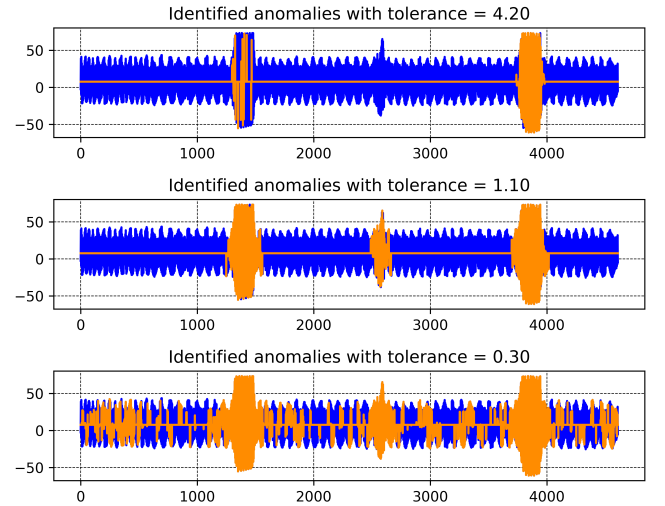 Identified anomalies with tolerance = 4.20
50
0
−50
0 1000 2000 3000 4000
Identified anomalies with tolerance = 1.10
50
0
−50
0 1000 2000 3000 4000
Identified anomalies with tolerance = 0.30
50
0
−50
0 1000 2000 3000 4000